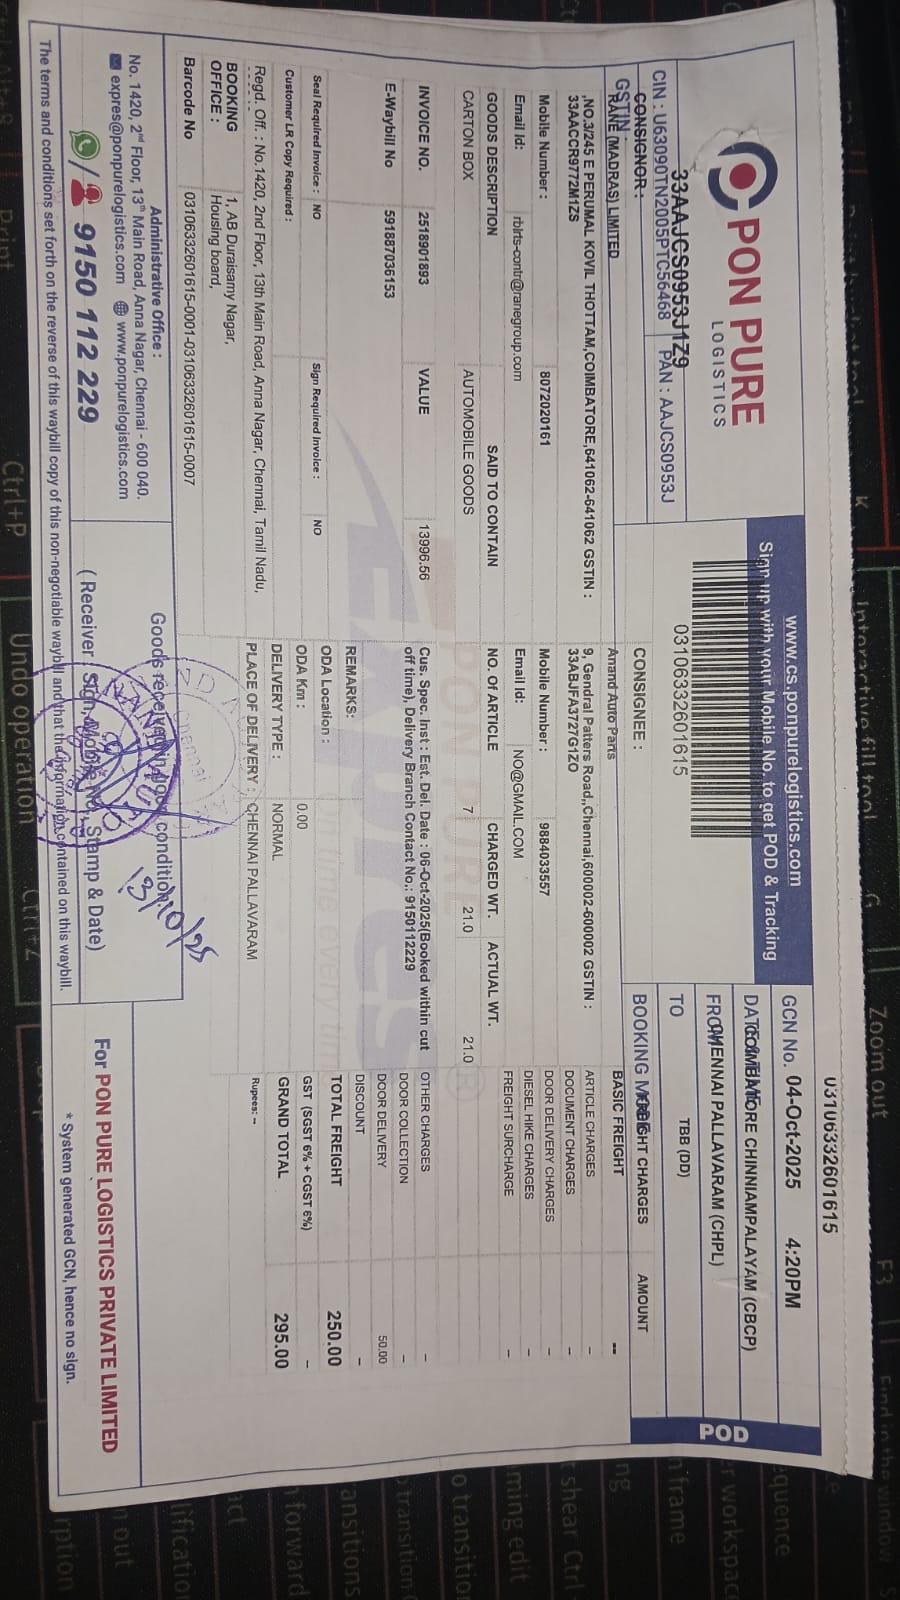 PON PURE
LOGISTICS
33AAJCS0953J1Z9
CIN : U63090TN2005PTC56468 PAN : AAJCS0953J
GSTIN :
www.cs.ponpurelogistics.com
Sign up with your Mobile No. to get POD & Tracking
03106332601615
03106332601615
03106332601615
GCN No. 04-Oct-2025 4:20PM
COIMBATORE CHINNIAMPALAYAM (CBCP)
FROM
CHENNAI PALLAVARAM (CHPL)
TO
TBB (DD)
POD
CONSIGNOR :
RANE (MADRAS) LIMITED
,NO.3/245 E PERUMAL KOVIL THOTTAM,COIMBATORE,641062-641062 GSTIN :
33AACCR9772M1ZS
Mobile Number : 8072020161
Email Id: rblrts-contr@ranegroup.com
CONSIGNEE :
Anand Auto Parts
9, Gendral Patters Road,,Chennai,600002-600002 GSTIN :
33ABJFA3727G1ZO
Mobile Number : 9884033557
Email Id: NO@GMAIL.COM
GOODS DESCRIPTION SAID TO CONTAIN NO. Of ARTICLE CHARGED WT. ACTUAL WT.
CARTON BOX AUTOMOBILE GOODS 7 21.0 21.0
INVOICE NO. 2518901893 VALUE 13996.56
E-Waybill No 591887036153
Cus. Spec. Inst : Est. Del. Date : 06-Oct-2025(Booked within cut
off time), Delivery Branch Contact No.: 9150112229
REMARKS:
Seal Required Invoice : NO Sign Required Invoice : NO
ODA Location :
Customer LR Copy Required :
ODA Km : 0.00
DELIVERY TYPE : NORMAL
Regd. Off. : No.1420, 2nd Floor, 13th Main Road, Anna Nagar, Chennai, Tamil Nadu,
PLACE OF DELIVERY : CHENNAI PALLAVARAM
BOOKING
OFFICE :
1, AB Duraisamy Nagar,
Housing board,
Barcode No 03106332601615-0001-03106332601615-0007
BOOKING
FREIGHT CHARGES AMOUNT
BASIC FREIGHT --
ARTICLE CHARGES -
DOCUMENT CHARGES -
DOOR DELIVERY CHARGES -
DIESEL HIKE CHARGES -
FREIGHT SURCHARGE -
OTHER CHARGES -
DOOR COLLECTION -
DOOR DELIVERY 50.00
DISCOUNT -
TOTAL FREIGHT 250.00
GST (SGST 6% + CGST 6%) -
GRAND TOTAL 295.00
Rupees: -
Administrative Office :
No. 1420, 2nd Floor, 13th Main Road, Anna Nagar, Chennai - 600 040.
expres@ponpurelogistics.com www.ponpurelogistics.com
9150 112 229
Goods received in good condition.
13/10/25
( Receiver : Sign, Mobile No., Stamp & Date)
For PON PURE LOGISTICS PRIVATE LIMITED
* System generated GCN, hence no sign.
The terms and conditions set forth on the reverse of this waybill copy of this non-negotiable waybill and that the information contained on this waybill.